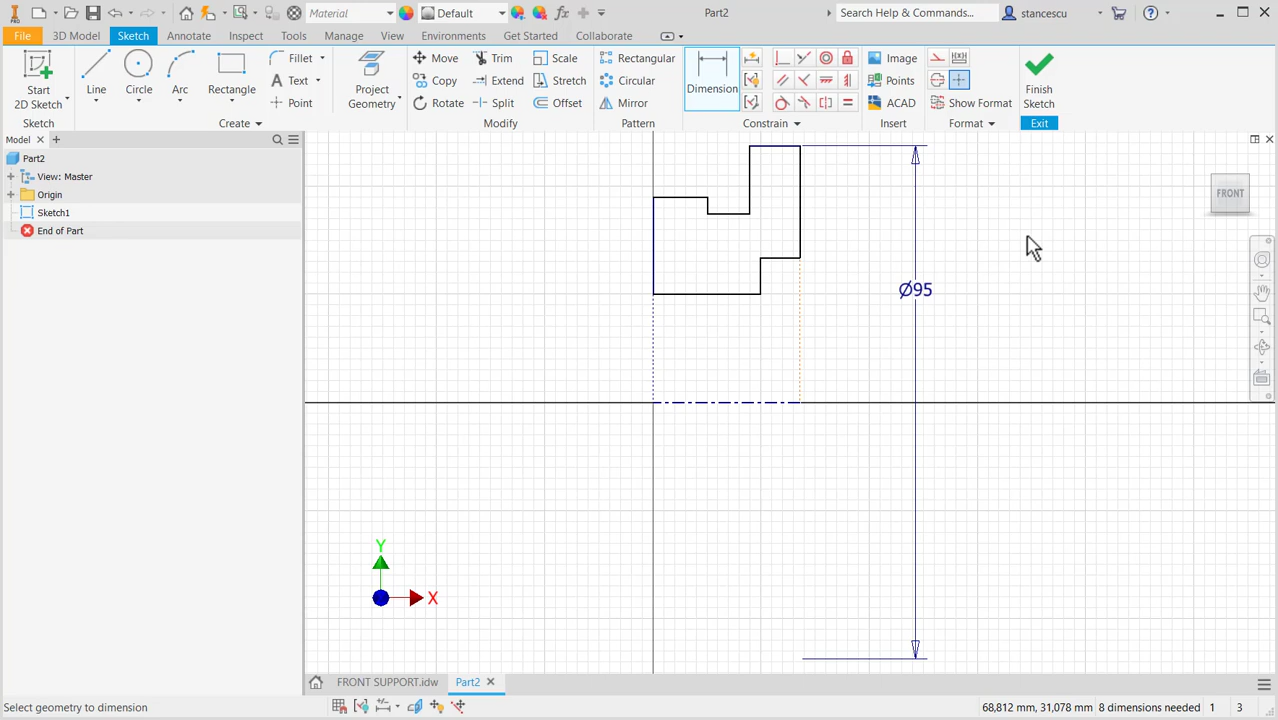 PRO
Material
Default
fx
Part2
Search Help & Commands...
stancescu
File
3D Model
Sketch
Annotate
Inspect
Tools
Manage
View
Environments
Get Started
Collaborate
Start
2D Sketch
Line
Circle
Arc
Rectangle
Fillet
Text
Point
Project
Geometry
Move
Copy
Rotate
Trim
Extend
Split
Scale
Stretch
Offset
Rectangular
Circular
Mirror
Dimension
Image
Points
ACAD
Show Format
Finish
Sketch
Sketch
Create
Modify
Pattern
Constrain
Insert
Format
Exit
Model
Part2
View: Master
Origin
Sketch1
End of Part
FRONT
Ø95
Y
X
FRONT SUPPORT.idw
Part2
Select geometry to dimension
68,812 mm, 31,078 mm
8 dimensions needed
1
3